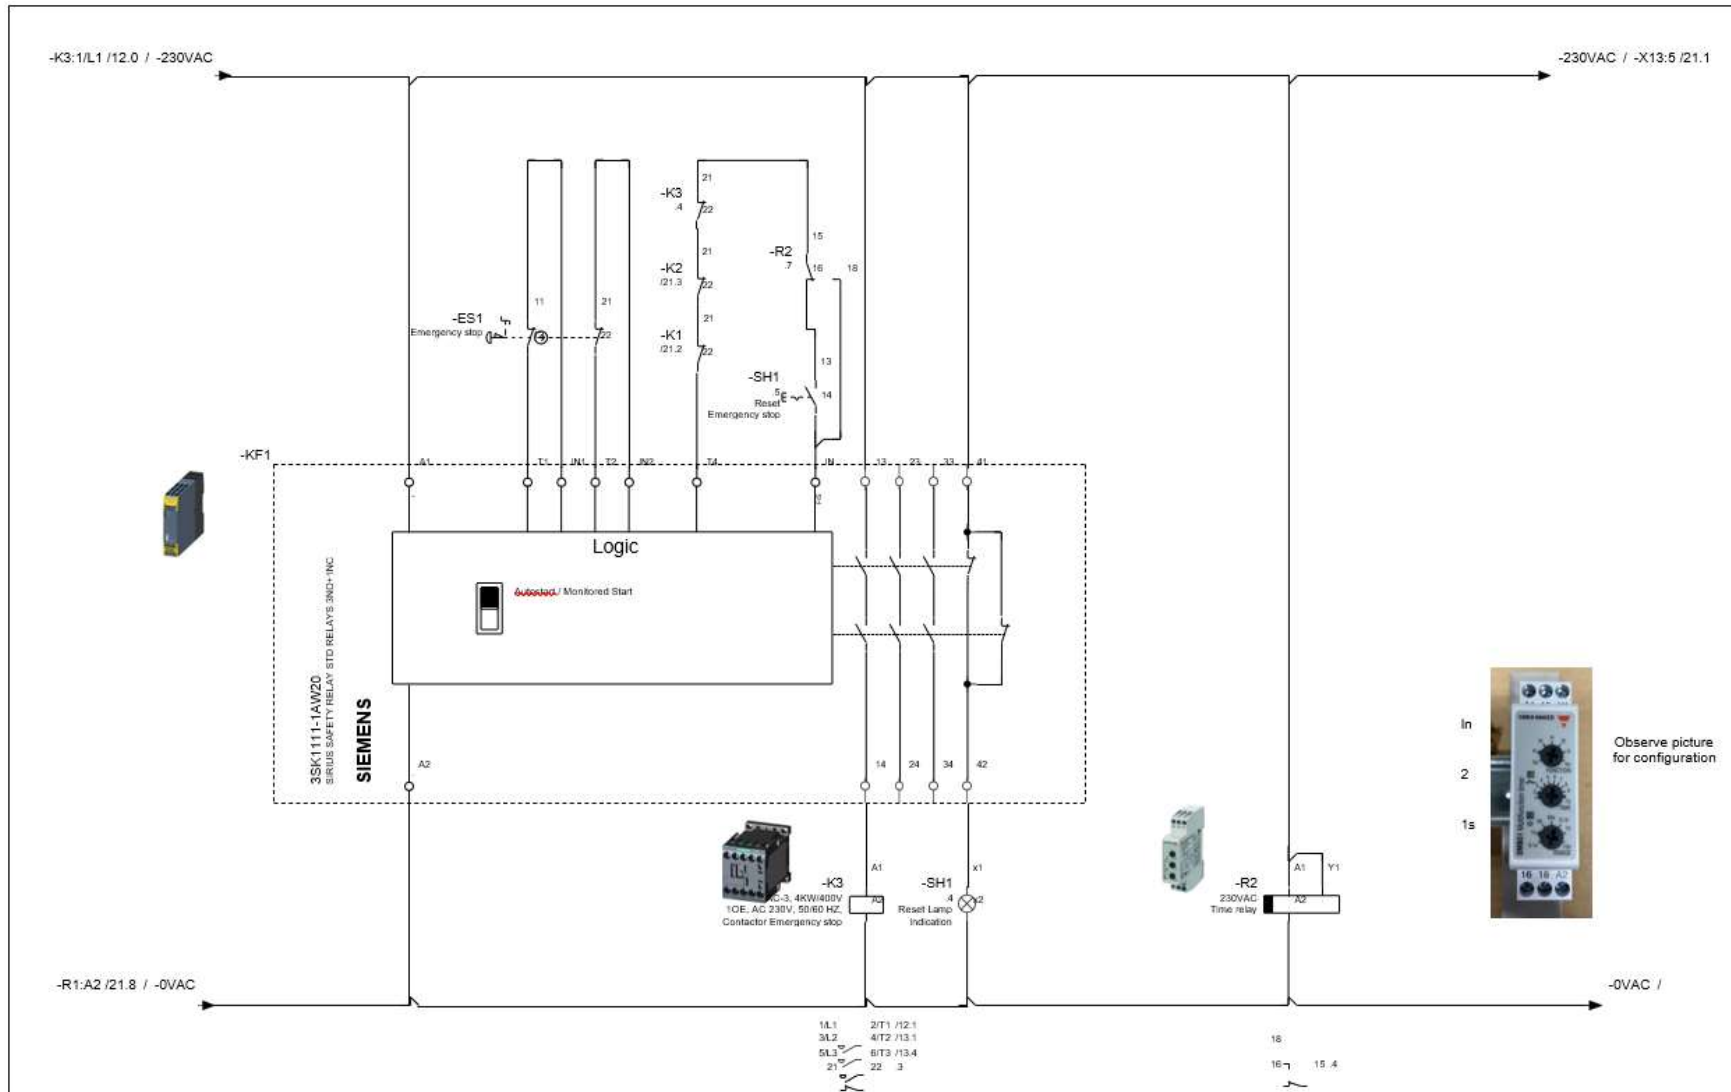 -K3:1/L1 /12.0 / -230VAC
-230VAC / -X13:5 /21.1
-K3
.4
21
22
-K2
/21.3
21
22
-K1
/21.2
21
22
-R2
.7
15
16
18
-ES1
Emergency stop
11
21
22
-SH1
.5
Reset
Emergency stop
13
14
-KF1
A1
T1
IN1
T2
IN2
T4
IN
13
23
33
41
Logic
Autostart / Monitored Start
3SK1111-1AW20
SIRIUS SAFETY RELAY STD RELAYS 3NO+1NC
SIEMENS
A2
14
24
34
42
In
2
1s
Observe picture
for configuration
16 18 A2
-K3
AC-3, 4KW/400V
1OE, AC 230V, 50/60 HZ,
Contactor Emergency stop
A1
A2
-SH1
.4
Reset Lamp
Indication
x1
x2
-R2
230VAC
Time relay
A1
Y1
A2
-R1:A2 /21.8 / -0VAC
-0VAC /
1/L1 2/T1 /12.1
3/L2 4/T2 /13.1
5/L3 6/T3 /13.4
21 22 .3
18
16 15 .4